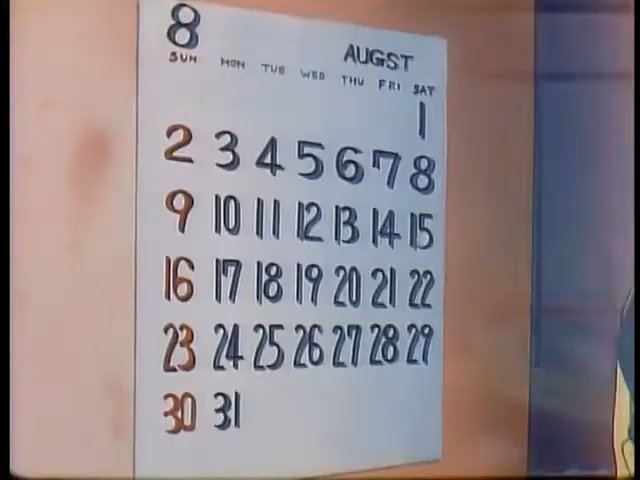 8 AUGST
SUN MON TUE WED THU FRI SAT
1
2 3 4 5 6 7 8
9 10 11 12 13 14 15
16 17 18 19 20 21 22
23 24 25 26 27 28 29
30 31